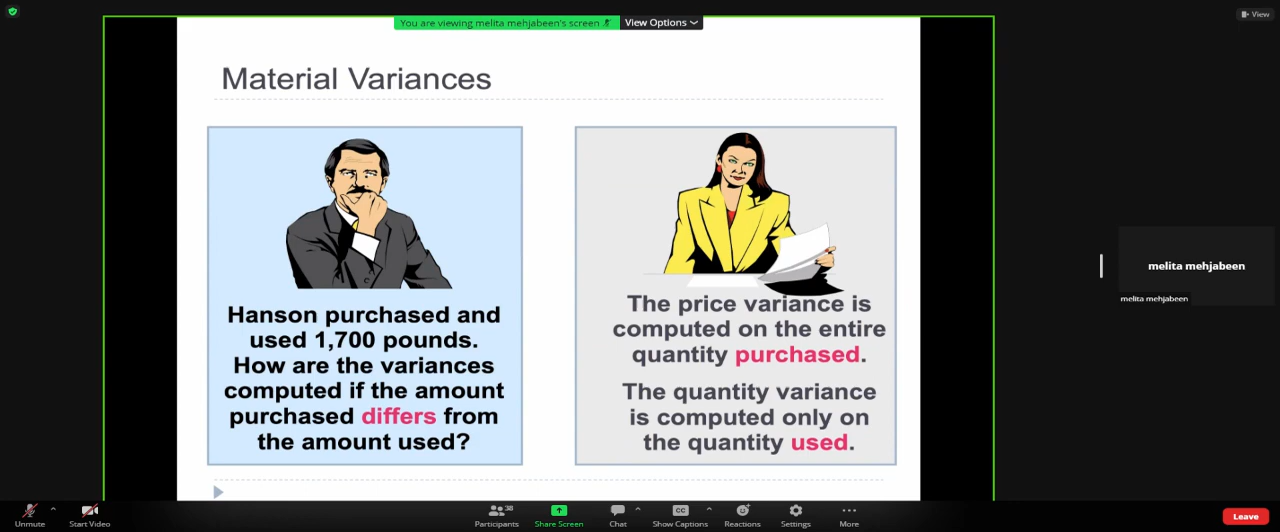 You are viewing melita mehjabeen's screen
View Options
View
Material Variances
Hanson purchased and
used 1,700 pounds.
How are the variances
computed if the amount
purchased differs from
the amount used?
The price variance is
computed on the entire
quantity purchased.
The quantity variance
is computed only on
the quantity used.
melita mehjabeen
melita mehjabeen
Unmute
Start Video
38
Participants
Share Screen
Chat
CC
Show Captions
Reactions
Settings
More
Leave